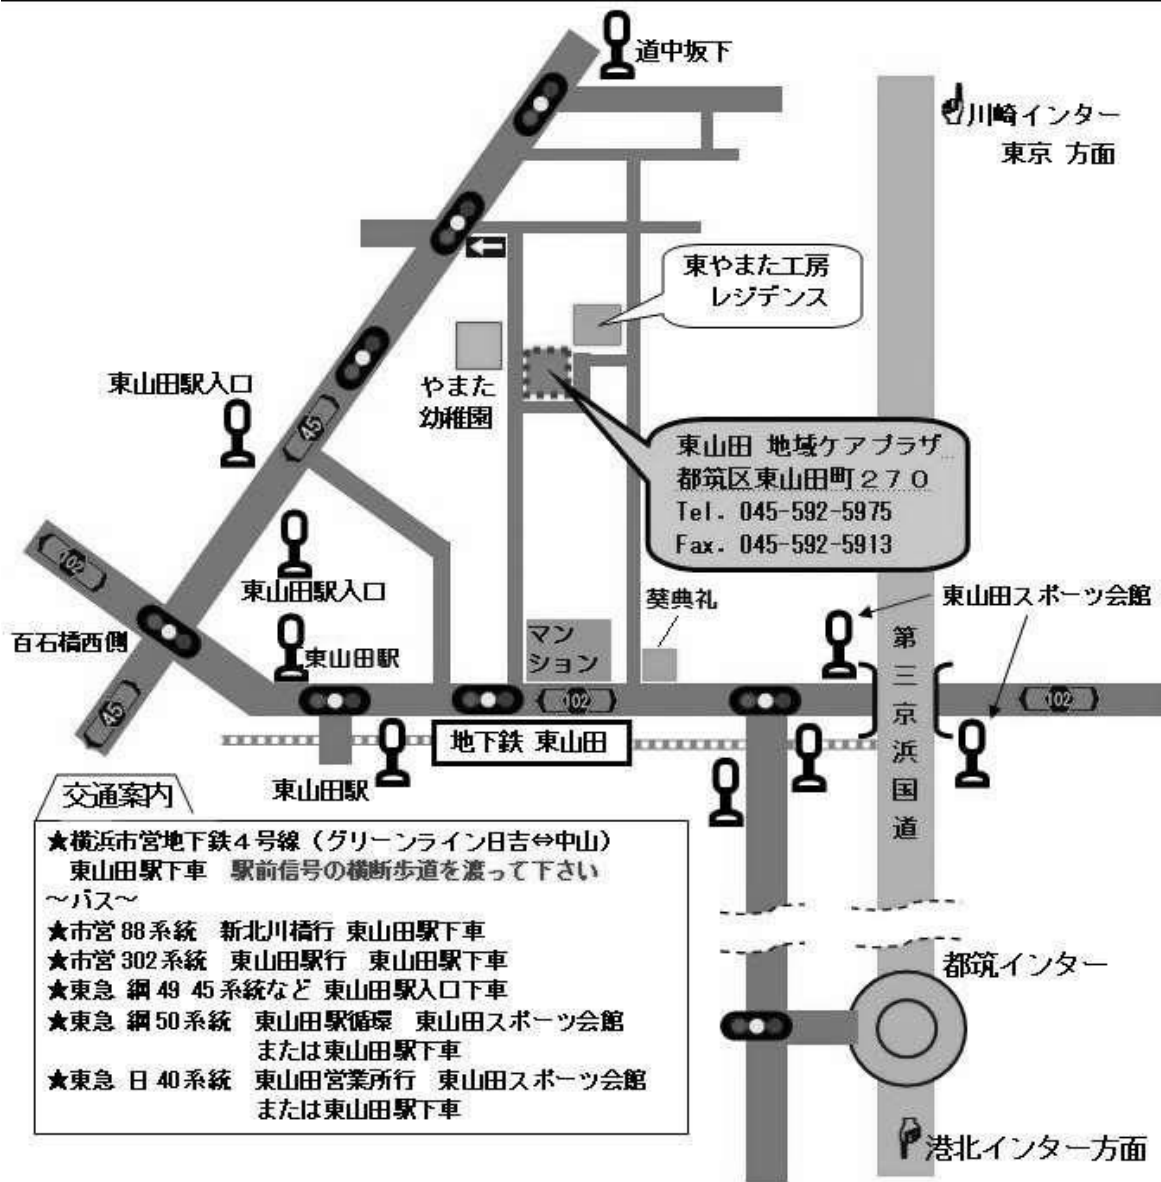 道中坂下
川崎インター
東京 方面
東やまた工房
レジデンス
やまた
幼稚園
東山田駅入口
45
東山田 地域ケアプラザ
都筑区東山田町270
Tel. 045-592-5975
Fax. 045-592-5913
102
東山田駅入口
百石橋西側
東山田駅
葵典礼
マン
ション
東山田スポーツ会館
第三京浜国道
45
102
102
地下鉄 東山田
東山田駅
交通案内
★横浜市営地下鉄4号線(グリーンライン日吉⇔中山)
東山田駅下車 駅前信号の横断歩道を渡って下さい
~バス~
★市営88系統 新北川橋行 東山田駅下車
★市営302系統 東山田駅行 東山田駅下車
★東急 綱49 45系統など 東山田駅入口下車
★東急 綱50系統 東山田駅循環 東山田スポーツ会館
または東山田駅下車
★東急 日40系統 東山田営業所行 東山田スポーツ会館
または東山田駅下車
都筑インター
港北インター方面